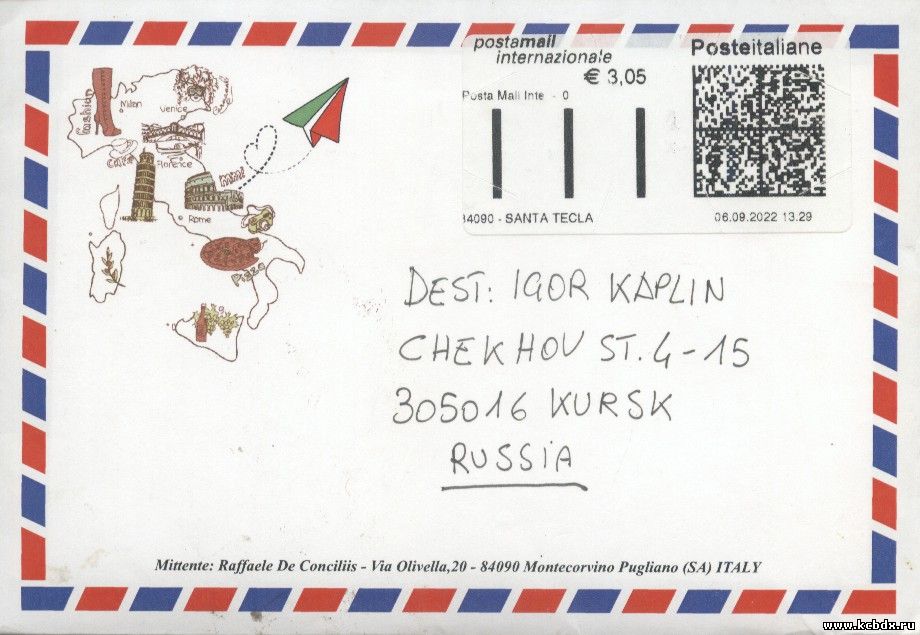 postamail
internazionale
€ 3,05
Posta Mail Inte - 0
84090 - SANTA TECLA
Posteitaliane
06.09.2022 13.29
fashion
Milan
Venice
Florence
Rome
Pizza
DEST: IGOR KAPLIN
CHEKHOV ST. 4-15
305016 KURSK
RUSSIA
Mittente: Raffaele De Conciliis - Via Olivella,20 - 84090 Montecorvino Pugliano (SA) ITALY
www.kcbdx.ru